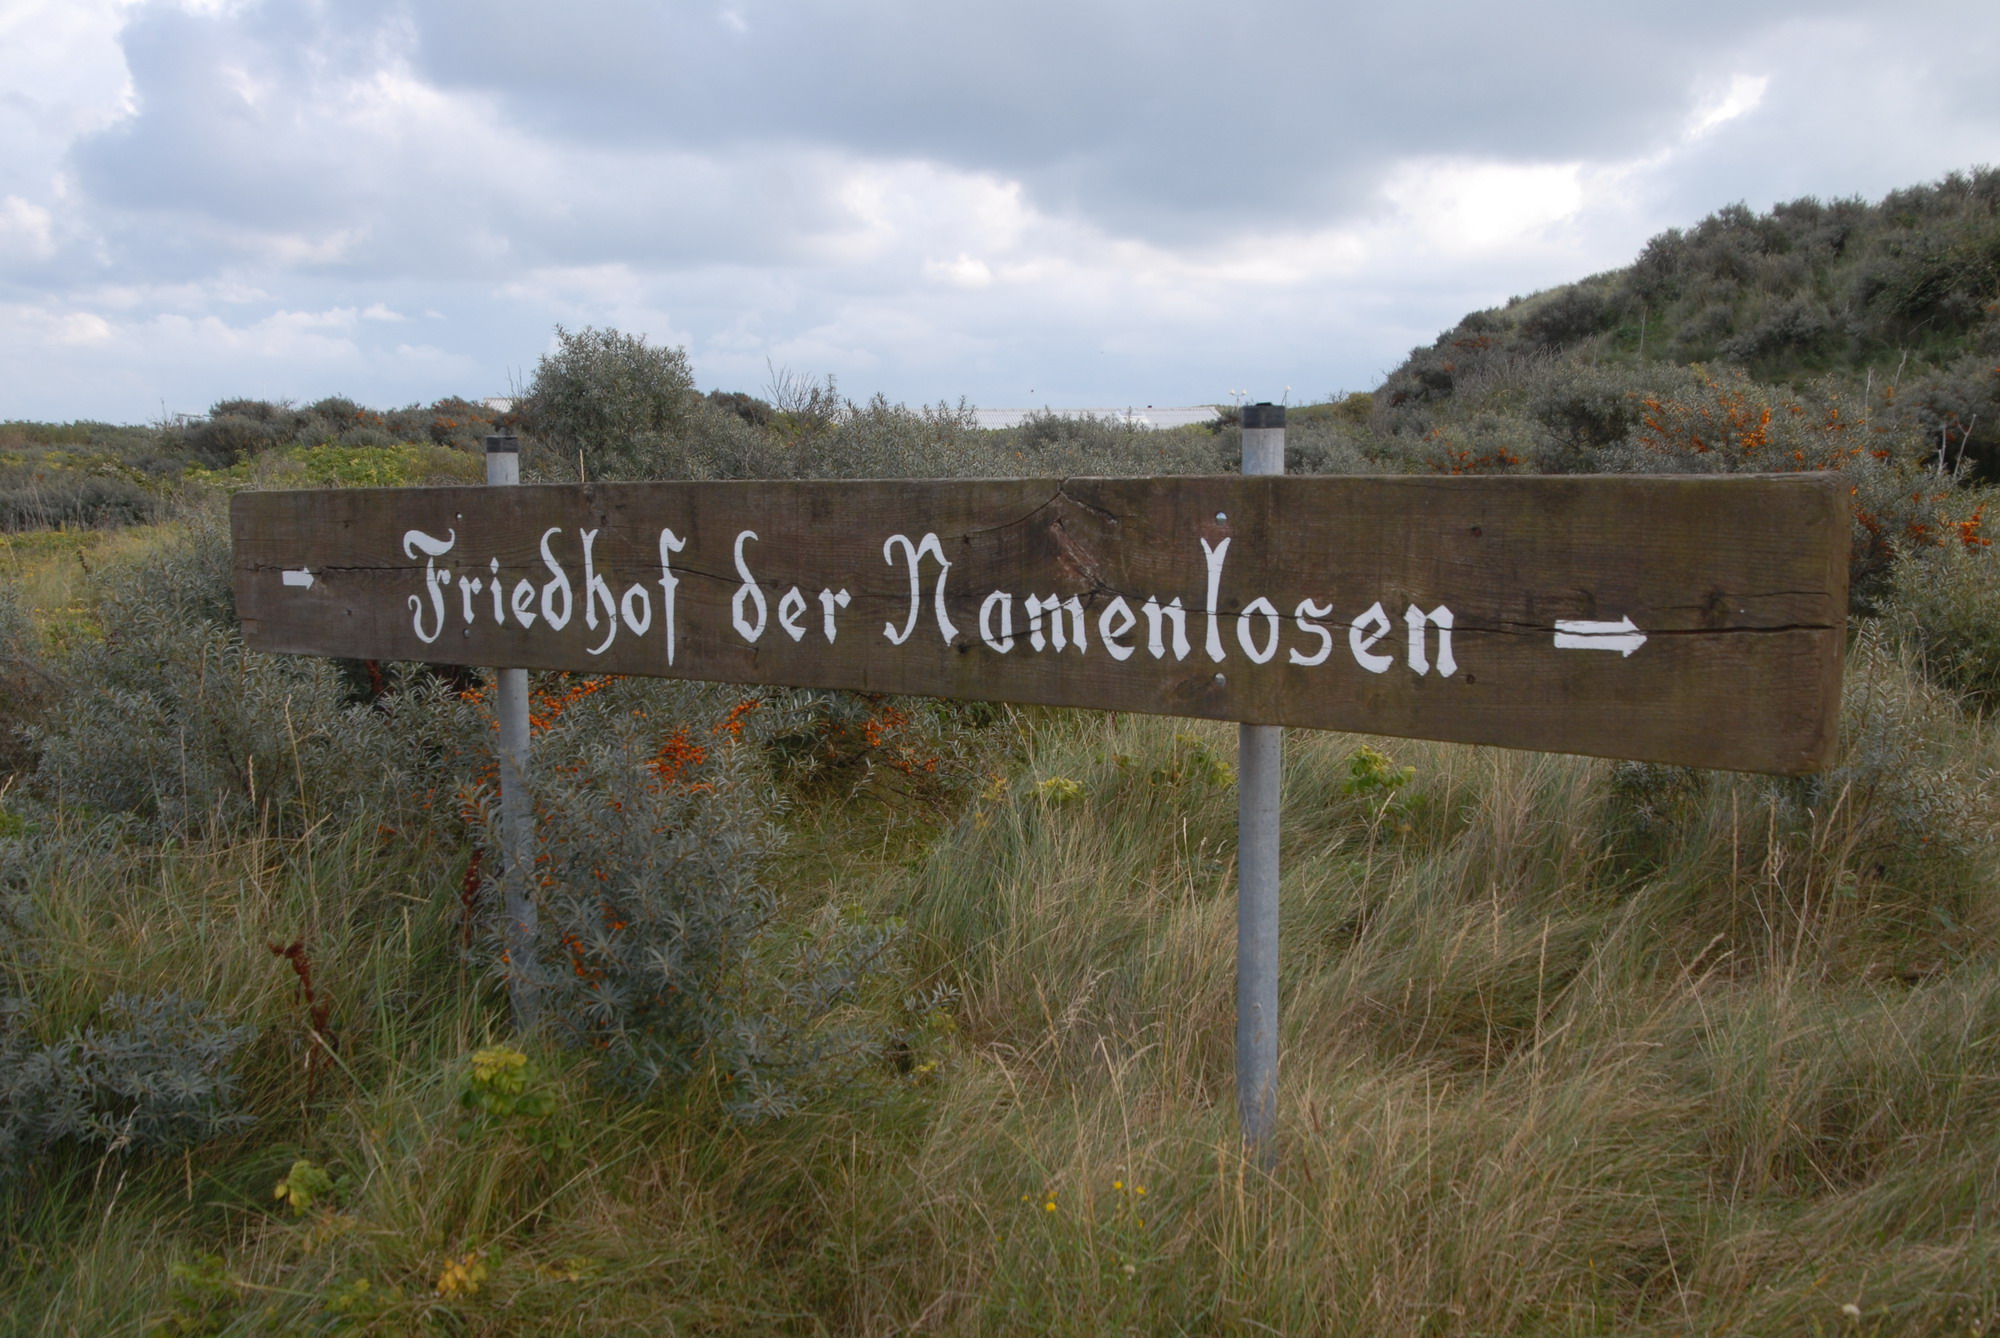 Friedhof der Namenlosen